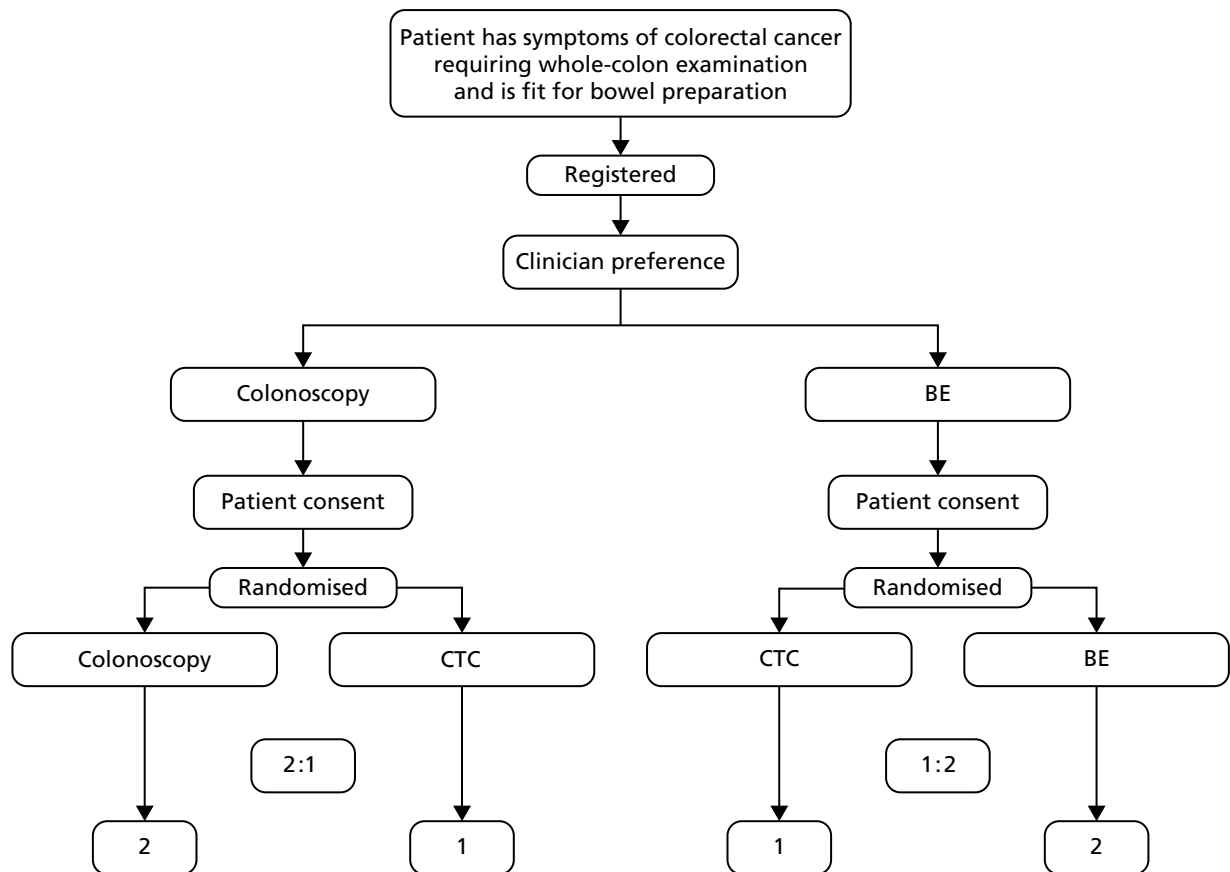 Patient has symptoms of colorectal cancer
requiring whole-colon examination
and is fit for bowel preparation
Registered
Clinician preference
Colonoscopy
BE
Patient consent
Patient consent
Randomised
Randomised
Colonoscopy
CTC
CTC
BE
2:1
1:2
2
1
1
2